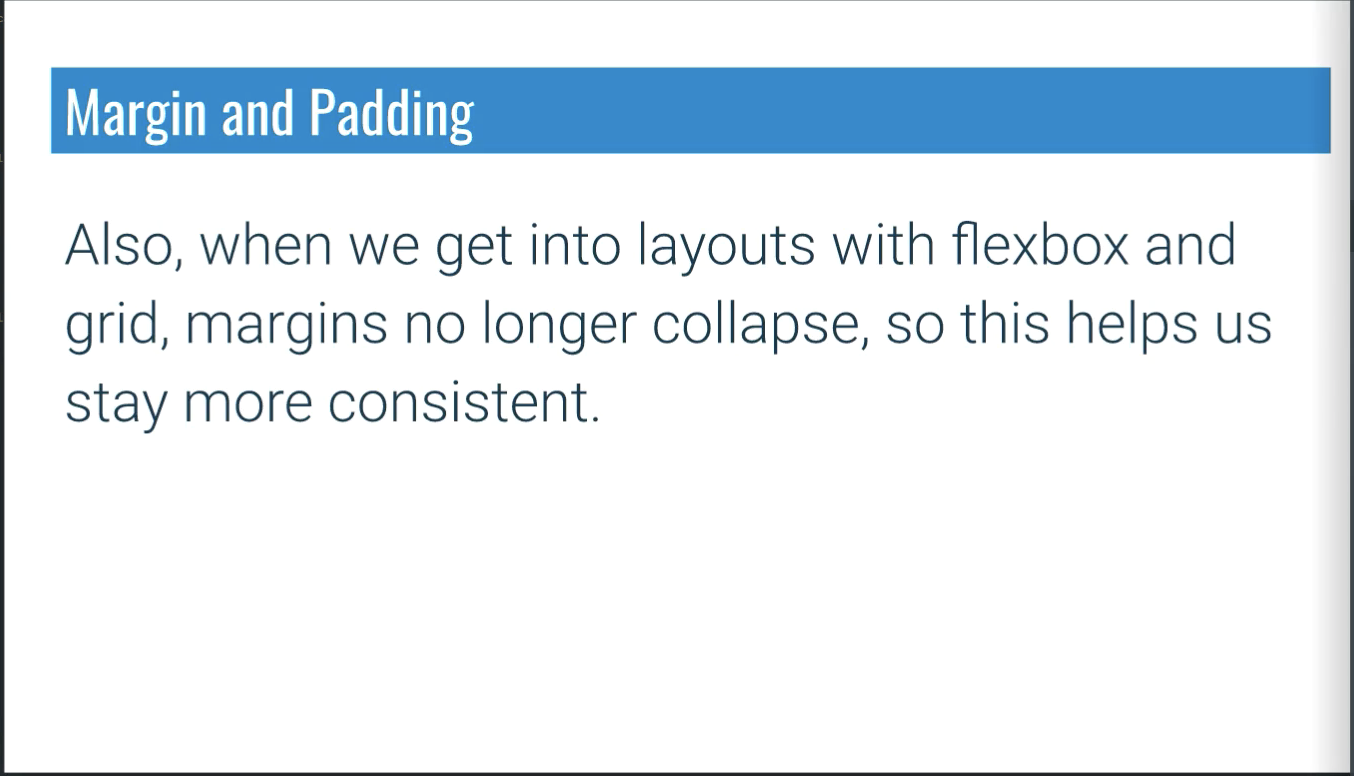 Margin and Padding
Also, when we get into layouts with flexbox and
grid, margins no longer collapse, so this helps us
stay more consistent.